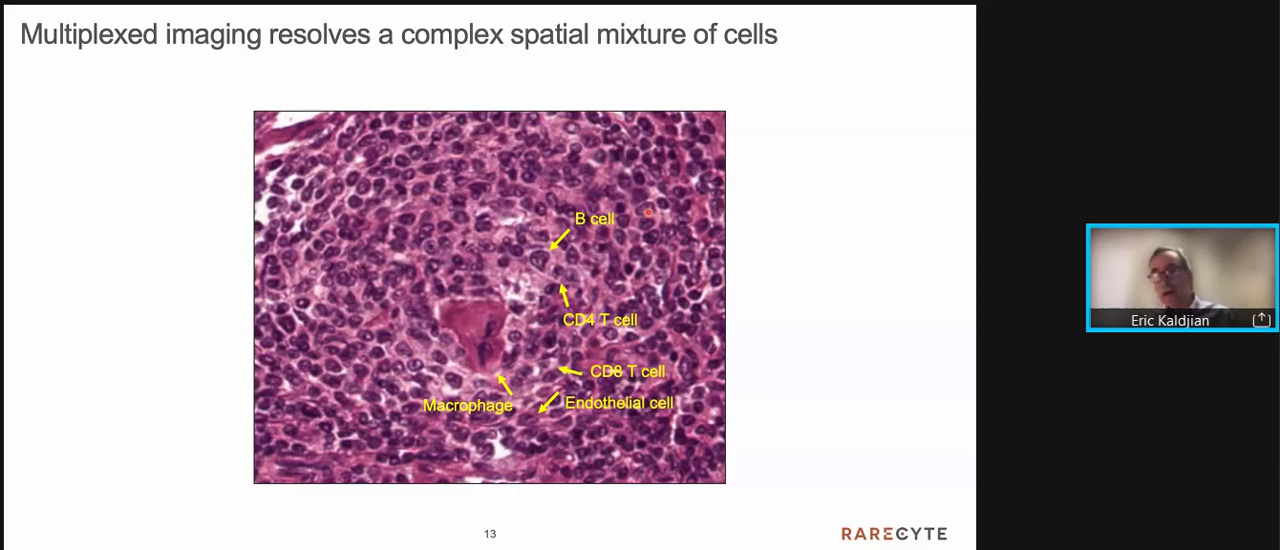 Multiplexed imaging resolves a complex spatial mixture of cells
B cell
CD4 T cell
CD8 T cell
Macrophage
Endothelial cell
Eric Kaldjian
13
RARECYTE